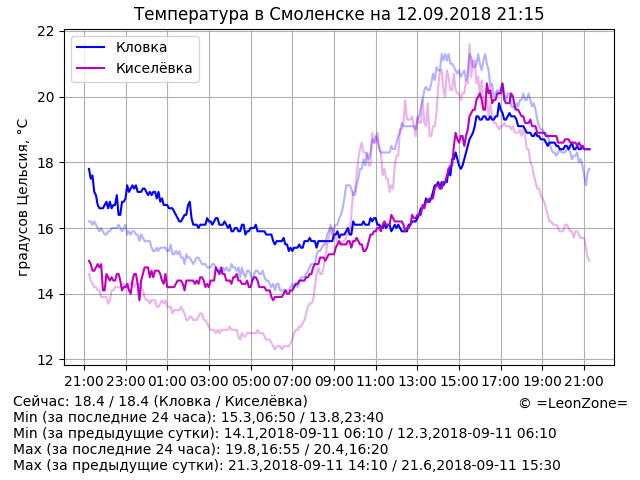 Температура в Смоленске на 12.09.2018 21:15
Кловка
Киселёвка
градусов Цельсия, °C
22
20
18
16
14
12
21:00 23:00 01:00 03:00 05:00 07:00 09:00 11:00 13:00 15:00 17:00 19:00 21:00
Сейчас: 18.4 / 18.4 (Кловка / Киселёвка)
© =LeonZone=
Min (за последние 24 часа): 15.3,06:50 / 13.8,23:40
Min (за предыдущие сутки): 14.1,2018-09-11 06:10 / 12.3,2018-09-11 06:10
Max (за последние 24 часа): 19.8,16:55 / 20.4,16:20
Max (за предыдущие сутки): 21.3,2018-09-11 14:10 / 21.6,2018-09-11 15:30